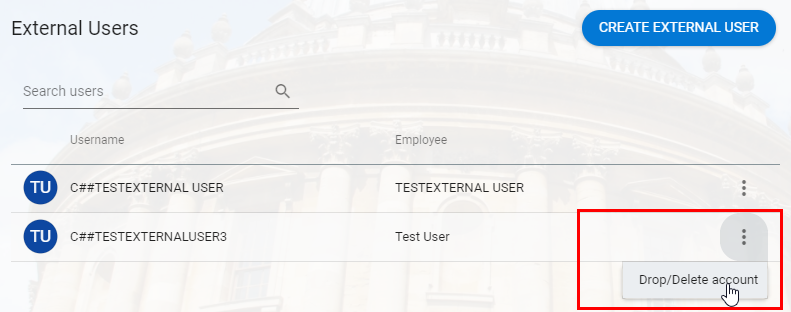 External Users
CREATE EXTERNAL USER
Search users
Username Employee
TU C##TESTEXTERNAL USER TESTEXTERNAL USER
TU C##TESTEXTERNALUSER3 Test User
Drop/Delete account